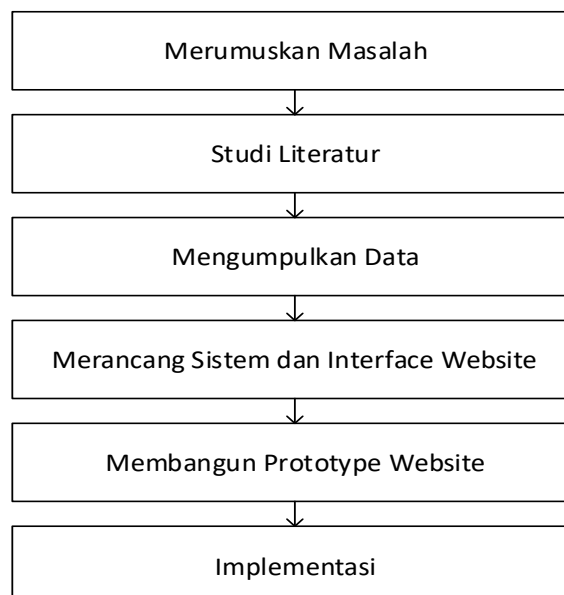 Merumuskan Masalah
Studi Literatur
Mengumpulkan Data
Merancang Sistem dan Interface Website
Membangun Prototype Website
Implementasi